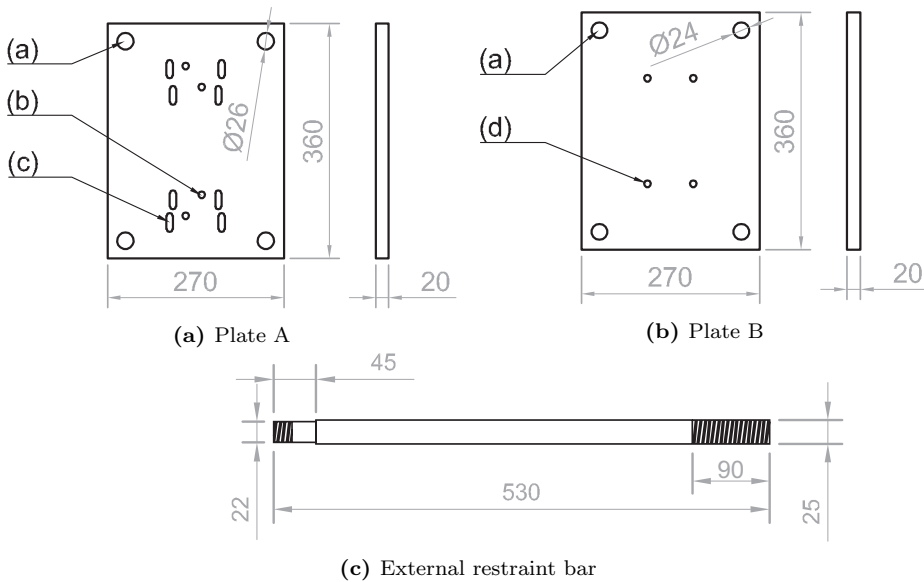 (a)
(b)
(c)
Ø26
360
270
20
(a) Plate A
(a)
(d)
Ø24
360
270
20
(b) Plate B
45
22
530
90
25
(c) External restraint bar